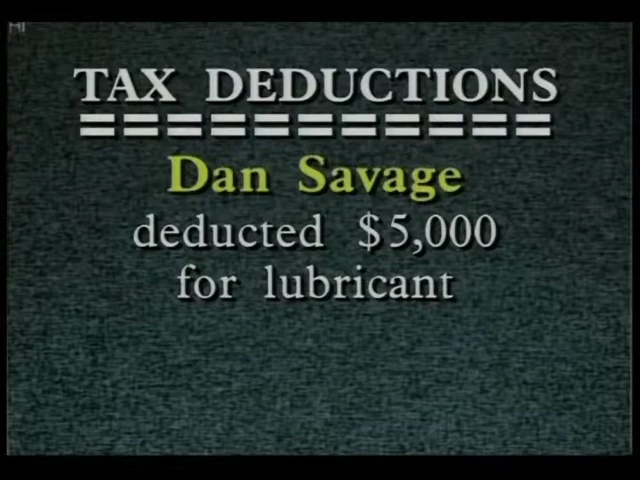 TAX DEDUCTIONS
===========
Dan Savage
deducted $5,000
for lubricant